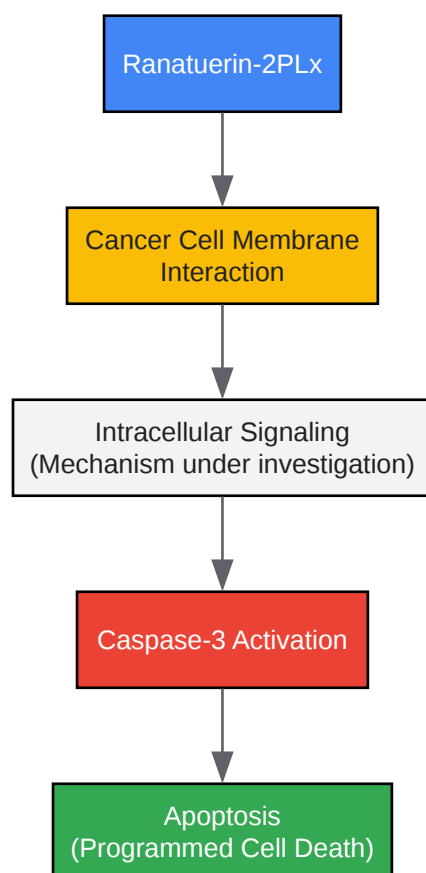 Ranatuerin-2PLx
Cancer Cell Membrane
Interaction
Intracellular Signaling
(Mechanism under investigation)
Caspase-3 Activation
Apoptosis
(Programmed Cell Death)